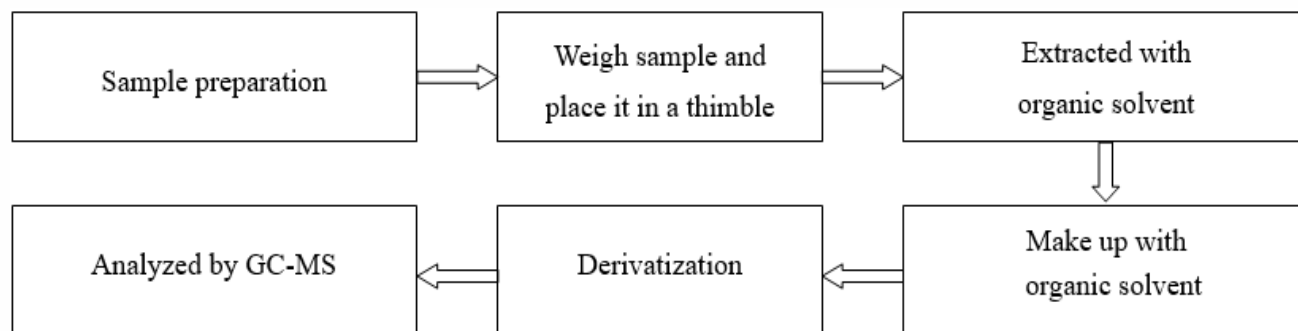 Sample preparation
Weigh sample and
place it in a thimble
Extracted with
organic solvent
Make up with
organic solvent
Derivatization
Analyzed by GC-MS